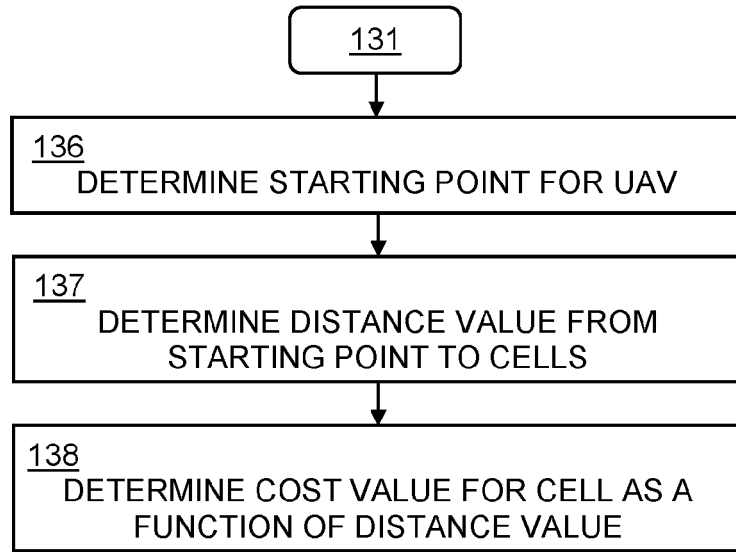 131
136
DETERMINE STARTING POINT FOR UAV
137
DETERMINE DISTANCE VALUE FROM
STARTING POINT TO CELLS
138
DETERMINE COST VALUE FOR CELL AS A
FUNCTION OF DISTANCE VALUE